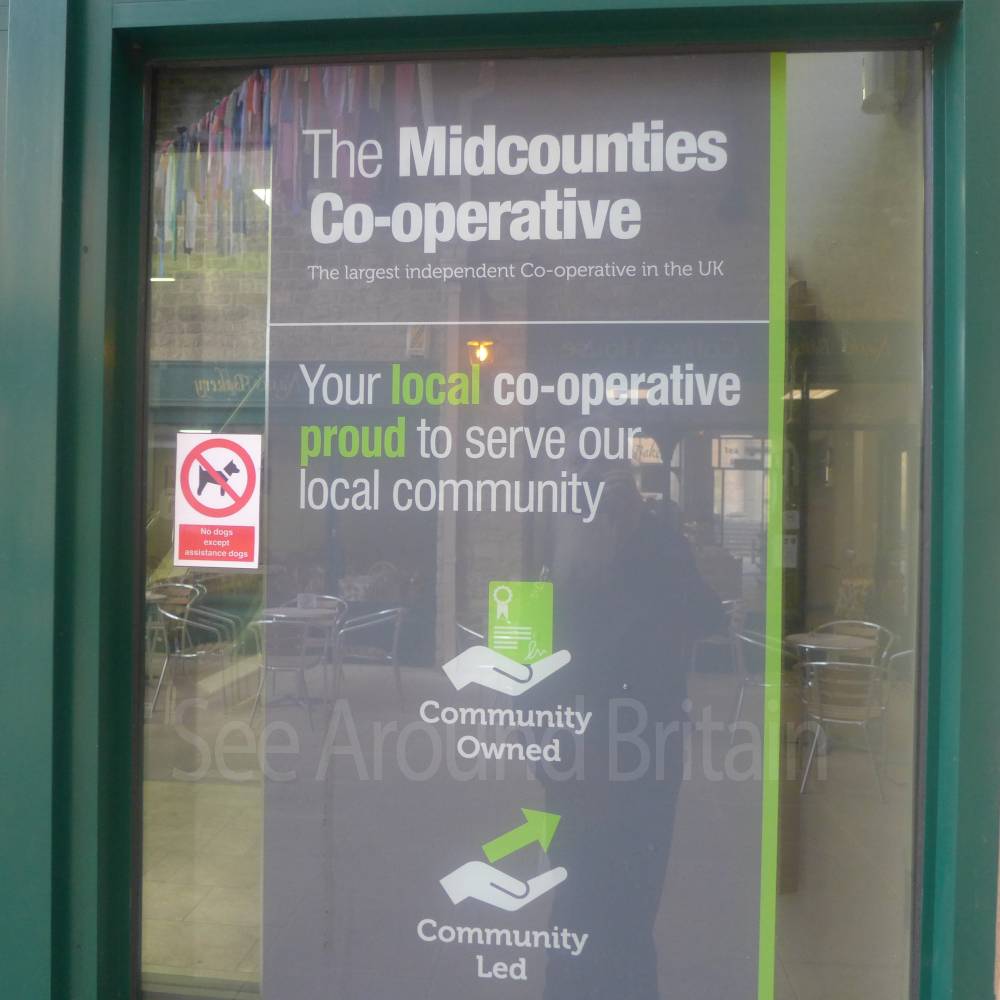 The Midcounties
Co-operative
The largest independent Co-operative in the UK
Your local co-operative
proud to serve our
local community
No dogs
except
assistance dogs
Community
Owned
See Around Britain
Community
Led
Bakery